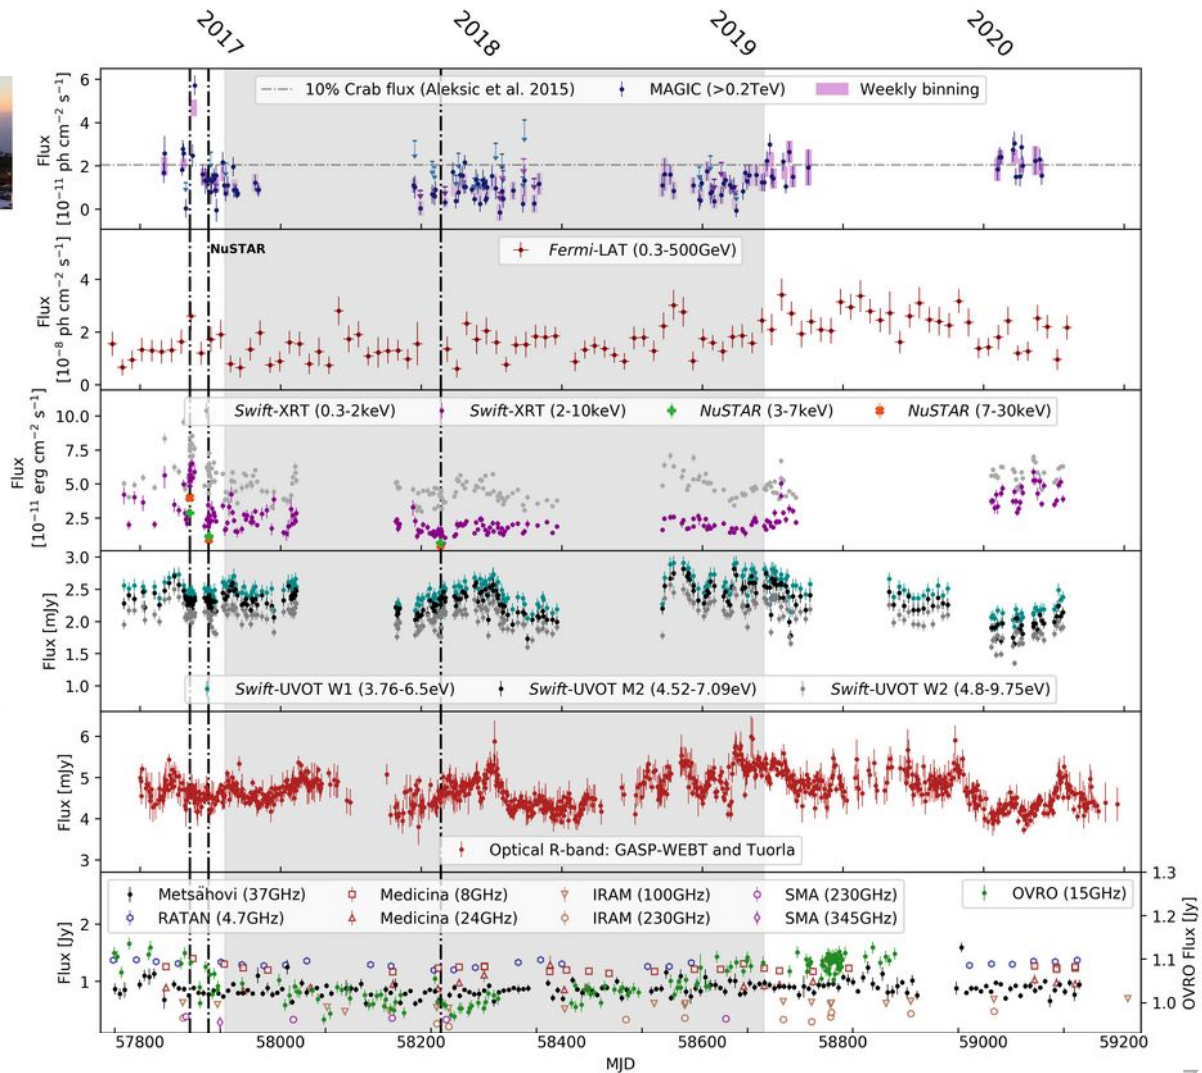 2017 2018 2019 2020
10% Crab flux (Aleksic et al. 2015) MAGIC (>0.2TeV) Weekly binning
Flux
[10⁻¹¹ ph cm⁻² s⁻¹]
6
4
2
0
NuSTAR
Fermi-LAT (0.3-500GeV)
Flux
[10⁻⁸ ph cm⁻² s⁻¹]
4
2
0
Swift-XRT (0.3-2keV) Swift-XRT (2-10keV) NuSTAR (3-7keV) NuSTAR (7-30keV)
Flux
[10⁻¹¹ erg cm⁻² s⁻¹]
10.0
7.5
5.0
2.5
Flux [mJy]
3.0
2.5
2.0
1.5
1.0
Swift-UVOT W1 (3.76-6.5eV) Swift-UVOT M2 (4.52-7.09eV) Swift-UVOT W2 (4.8-9.75eV)
Flux [mJy]
6
5
4
3
Optical R-band: GASP-WEBT and Tuorla
Metsähovi (37GHz) Medicina (8GHz) IRAM (100GHz) SMA (230GHz) OVRO (15GHz)
RATAN (4.7GHz) Medicina (24GHz) IRAM (230GHz) SMA (345GHz)
Flux [Jy]
2
1
1.3
1.2
1.1
1.0
OVRO Flux [Jy]
57800 58000 58200 58400 58600 58800 59000 59200
MJD